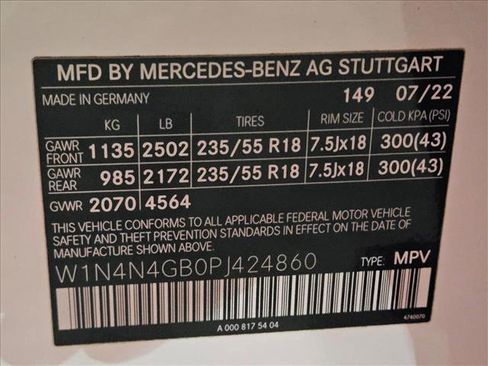 MFD BY MERCEDES-BENZ AG STUTTGART
MADE IN GERMANY 149 07/22
KG LB TIRES RIM SIZE COLD KPA (PSI)
GAWR FRONT 1135 2502 235/55 R18 7.5Jx18 300(43)
GAWR REAR 985 2172 235/55 R18 7.5Jx18 300(43)
GVWR 2070 4564
THIS VEHICLE CONFORMS TO ALL APPLICABLE FEDERAL MOTOR VEHICLE
SAFETY AND THEFT PREVENTION STANDARDS IN EFFECT ON THE DATE OF
MANUFACTURE SHOWN ABOVE.
W1N4N4GB0PJ424860 TYPE: MPV
A 000 817 54 04
4740070